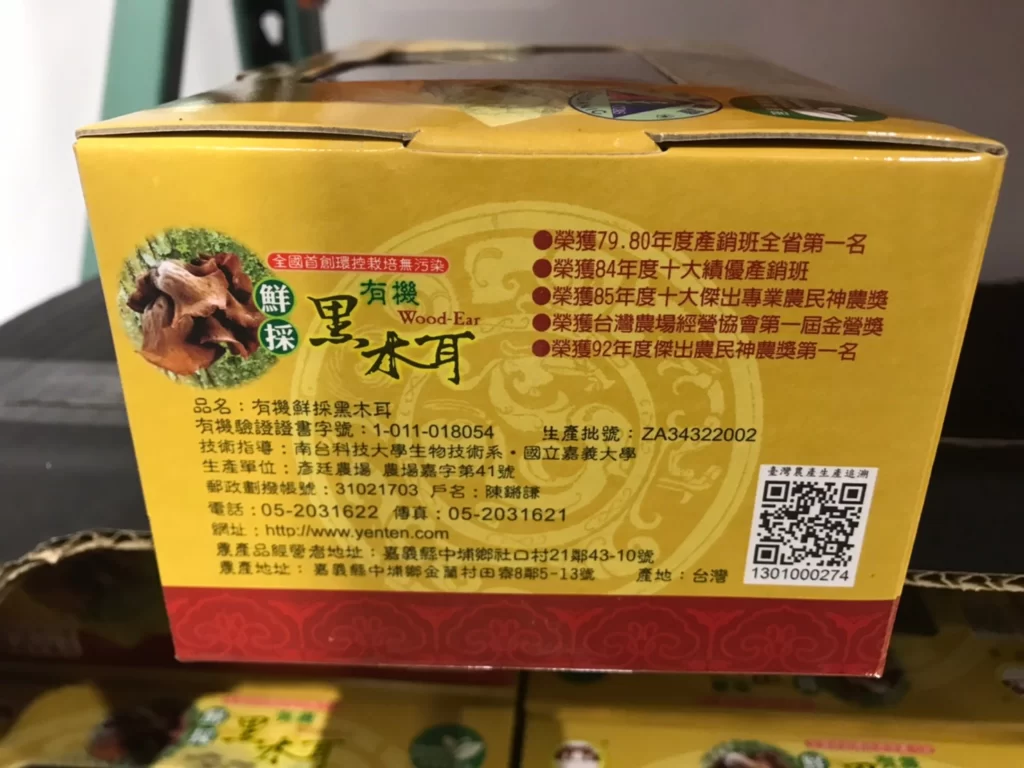 全國首創環控栽培無污染
鮮採
有機
Wood-Ear
黑木耳
●榮獲79.80年度產銷班全省第一名
●榮獲84年度十大績優產銷班
●榮獲85年度十大傑出專業農民神農獎
●榮獲台灣農場經營協會第一屆金營獎
●榮獲92年度傑出農民神農獎第一名
品名：有機鮮採黑木耳
有機驗證證書字號：1-011-018054 生產批號：ZA34322002
技術指導：南台科技大學生物技術系・國立嘉義大學
生產單位：彥廷農場 農場嘉字第41號
郵政劃撥帳號：31021703 戶名：陳鏘謙
電話：05-2031622 傳真：05-2031621
網址：http://www.yenten.com
農產品經營者地址：嘉義縣中埔鄉社口村21鄰43-10號
農產地址：嘉義縣中埔鄉金蘭村田寮8鄰5-13號 產地：台灣
臺灣農產生產追溯
1301000274
有機
黑木耳